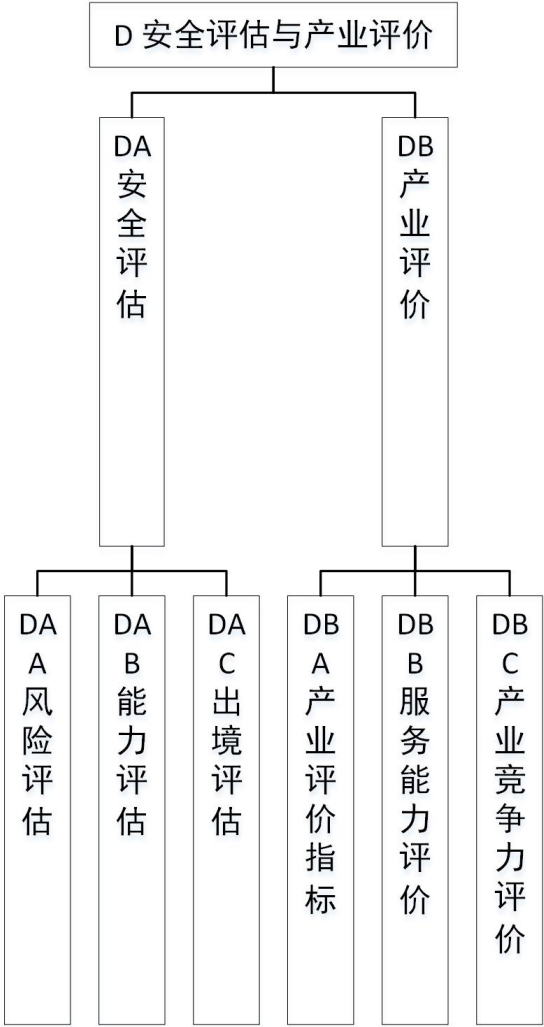 D 安全评估与产业评价
DA
安
全
评
估
DB
产
业
评
价
DA
A
风
险
评
估
DA
B
能
力
评
估
DA
C
出
境
评
估
DB
A
产
业
评
价
指
标
DB
B
服
务
能
力
评
价
DB
C
产
业
竞
争
力
评
价